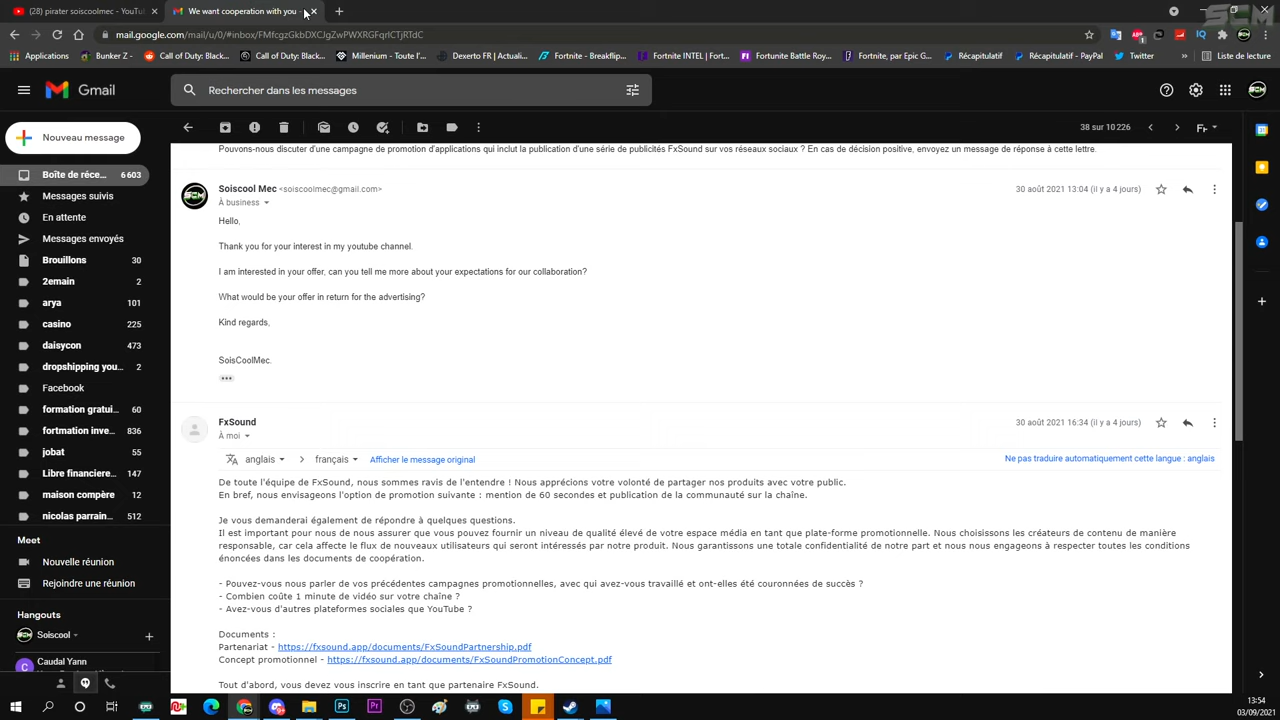 (28) pirater soiscoolmec - YouTu
We want cooperation with you -
SCM
mail.google.com/mail/u/0/#inbox/FMfcgzGkbDXCJgZwPWXRGFqrlCTjRTdC
Applications
Bunker Z -
Call of Duty: Black...
Call of Duty: Black...
Millenium - Toute l'...
Dexerto FR | Actuali...
Fortnite - Breakflip...
Fortnite INTEL | Fort...
Fortnite Battle Roy...
Fortnite, par Epic G...
Récapitulatif
Récapitulatif - PayPal
Twitter
»
Liste de lecture
Gmail
Rechercher dans les messages
Nouveau message
38 sur 10 226
Boîte de réce... 6 603
Messages suivis
En attente
Messages envoyés
Brouillons 30
2emain 2
arya 101
casino 225
daisycon 473
dropshipping you... 2
Facebook
formation gratui... 60
fortmation inve... 836
jobat 55
Libre financiere... 147
maison compère 12
nicolas parrain... 512
Meet
Nouvelle réunion
Rejoindre une réunion
Hangouts
Soiscool
Caudal Yann
Pouvons-nous discuter d'une campagne de promotion d'applications qui inclut la publication d'une série de publicités FxSound sur vos réseaux sociaux ? En cas de décision positive, envoyez un message de réponse à cette lettre.
Soiscool Mec <soiscoolmec@gmail.com>
30 août 2021 13:04 (il y a 4 jours)
À business
Hello,
Thank you for your interest in my youtube channel.
I am interested in your offer, can you tell me more about your expectations for our collaboration?
What would be your offer in return for the advertising?
Kind regards,
SoisCoolMec.
FxSound
30 août 2021 16:34 (il y a 4 jours)
À moi
anglais
français
Afficher le message original
Ne pas traduire automatiquement cette langue : anglais
De toute l'équipe de FxSound, nous sommes ravis de l'entendre ! Nous apprécions votre volonté de partager nos produits avec votre public.
En bref, nous envisageons l'option de promotion suivante : mention de 60 secondes et publication de la communauté sur la chaîne.
Je vous demanderai également de répondre à quelques questions.
Il est important pour nous de nous assurer que vous pouvez fournir un niveau de qualité élevé de votre espace média en tant que plate-forme promotionnelle. Nous choisissons les créateurs de contenu de manière
responsable, car cela affecte le flux de nouveaux utilisateurs qui seront intéressés par notre produit. Nous garantissons une totale confidentialité de notre part et nous nous engageons à respecter toutes les conditions
énoncées dans les documents de coopération.
- Pouvez-vous nous parler de vos précédentes campagnes promotionnelles, avec qui avez-vous travaillé et ont-elles été couronnées de succès ?
- Combien coûte 1 minute de vidéo sur votre chaîne ?
- Avez-vous d'autres plateformes sociales que YouTube ?
Documents :
Partenariat - https://fxsound.app/documents/FxSoundPartnership.pdf
Concept promotionnel - https://fxsound.app/documents/FxSoundPromotionConcept.pdf
Tout d'abord, vous devez vous inscrire en tant que partenaire FxSound.
13:54
03/09/2021